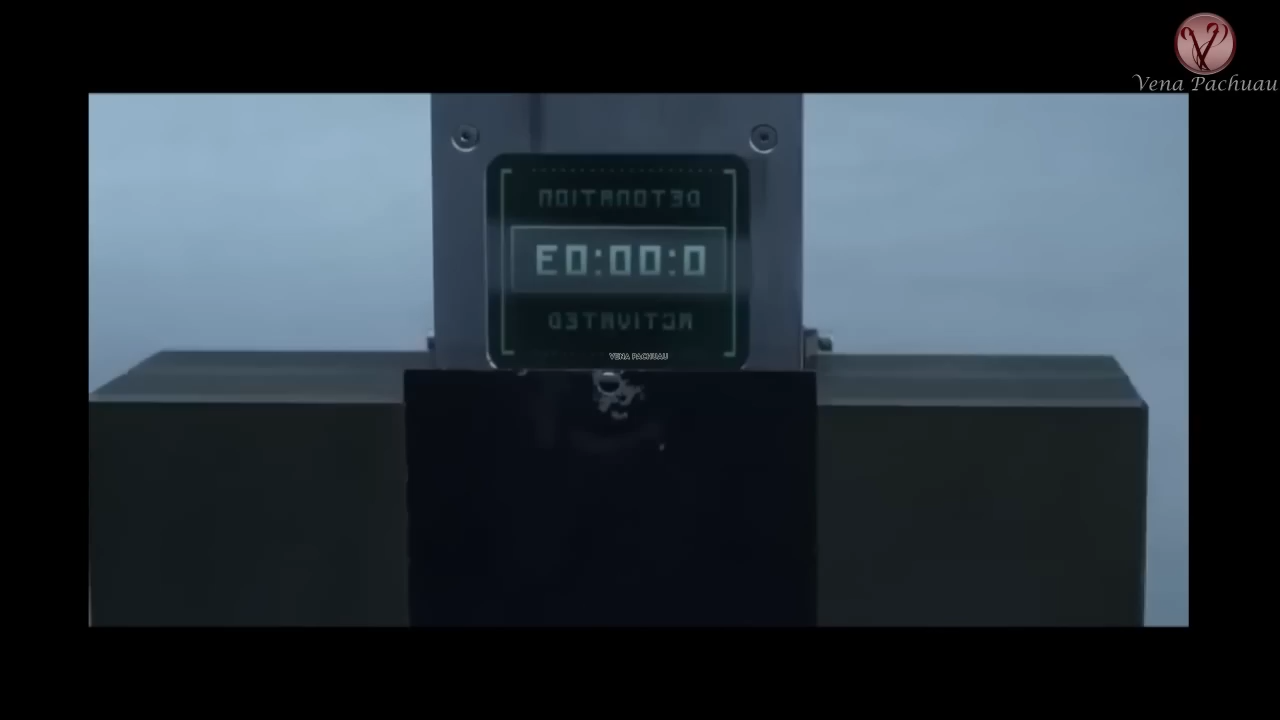 Vena Pachuau
DETONATION
0:00:03
ACTIVATED
VENA PACHUAU